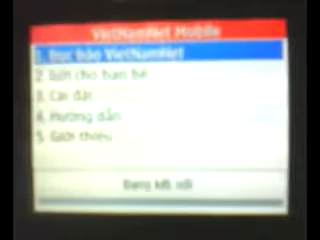 VietNamNet Mobile
1. Đọc báo VietNamNet
2. Gửi cho bạn bè
3. Cài đặt
4. Hướng dẫn
5. Giới thiệu
Đang kết nối